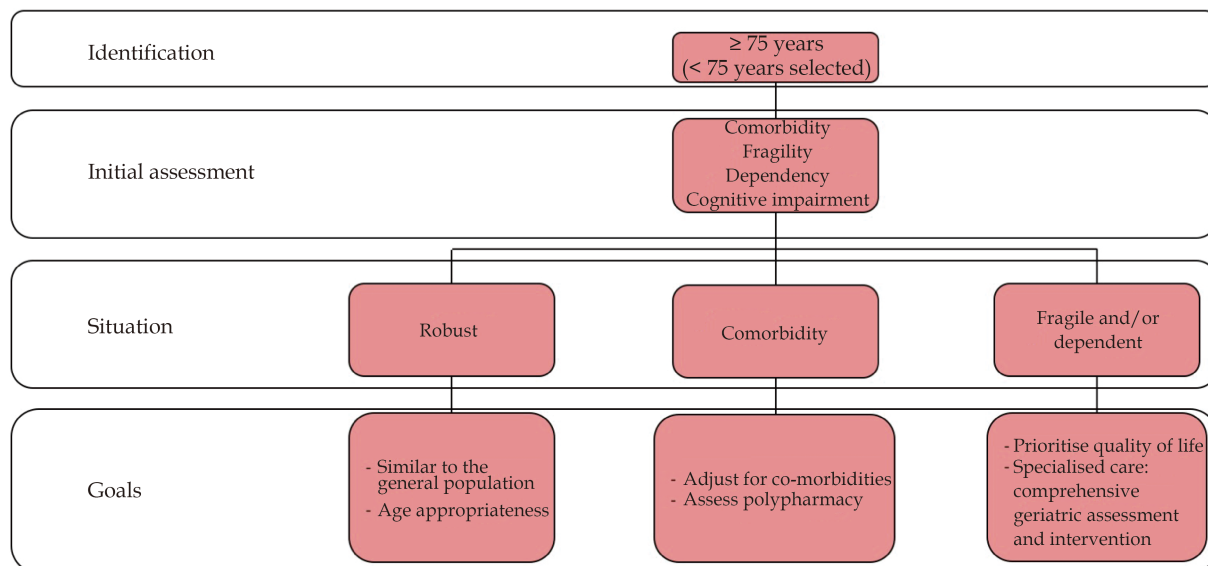 Identification
≥ 75 years
(< 75 years selected)
Initial assessment
Comorbidity
Fragility
Dependency
Cognitive impairment
Situation
Robust
Comorbidity
Fragile and/or
dependent
Goals
- Similar to the
general population
- Age appropriateness
- Adjust for co-morbidities
- Assess polypharmacy
- Prioritise quality of life
- Specialised care:
comprehensive
geriatric assessment
and intervention